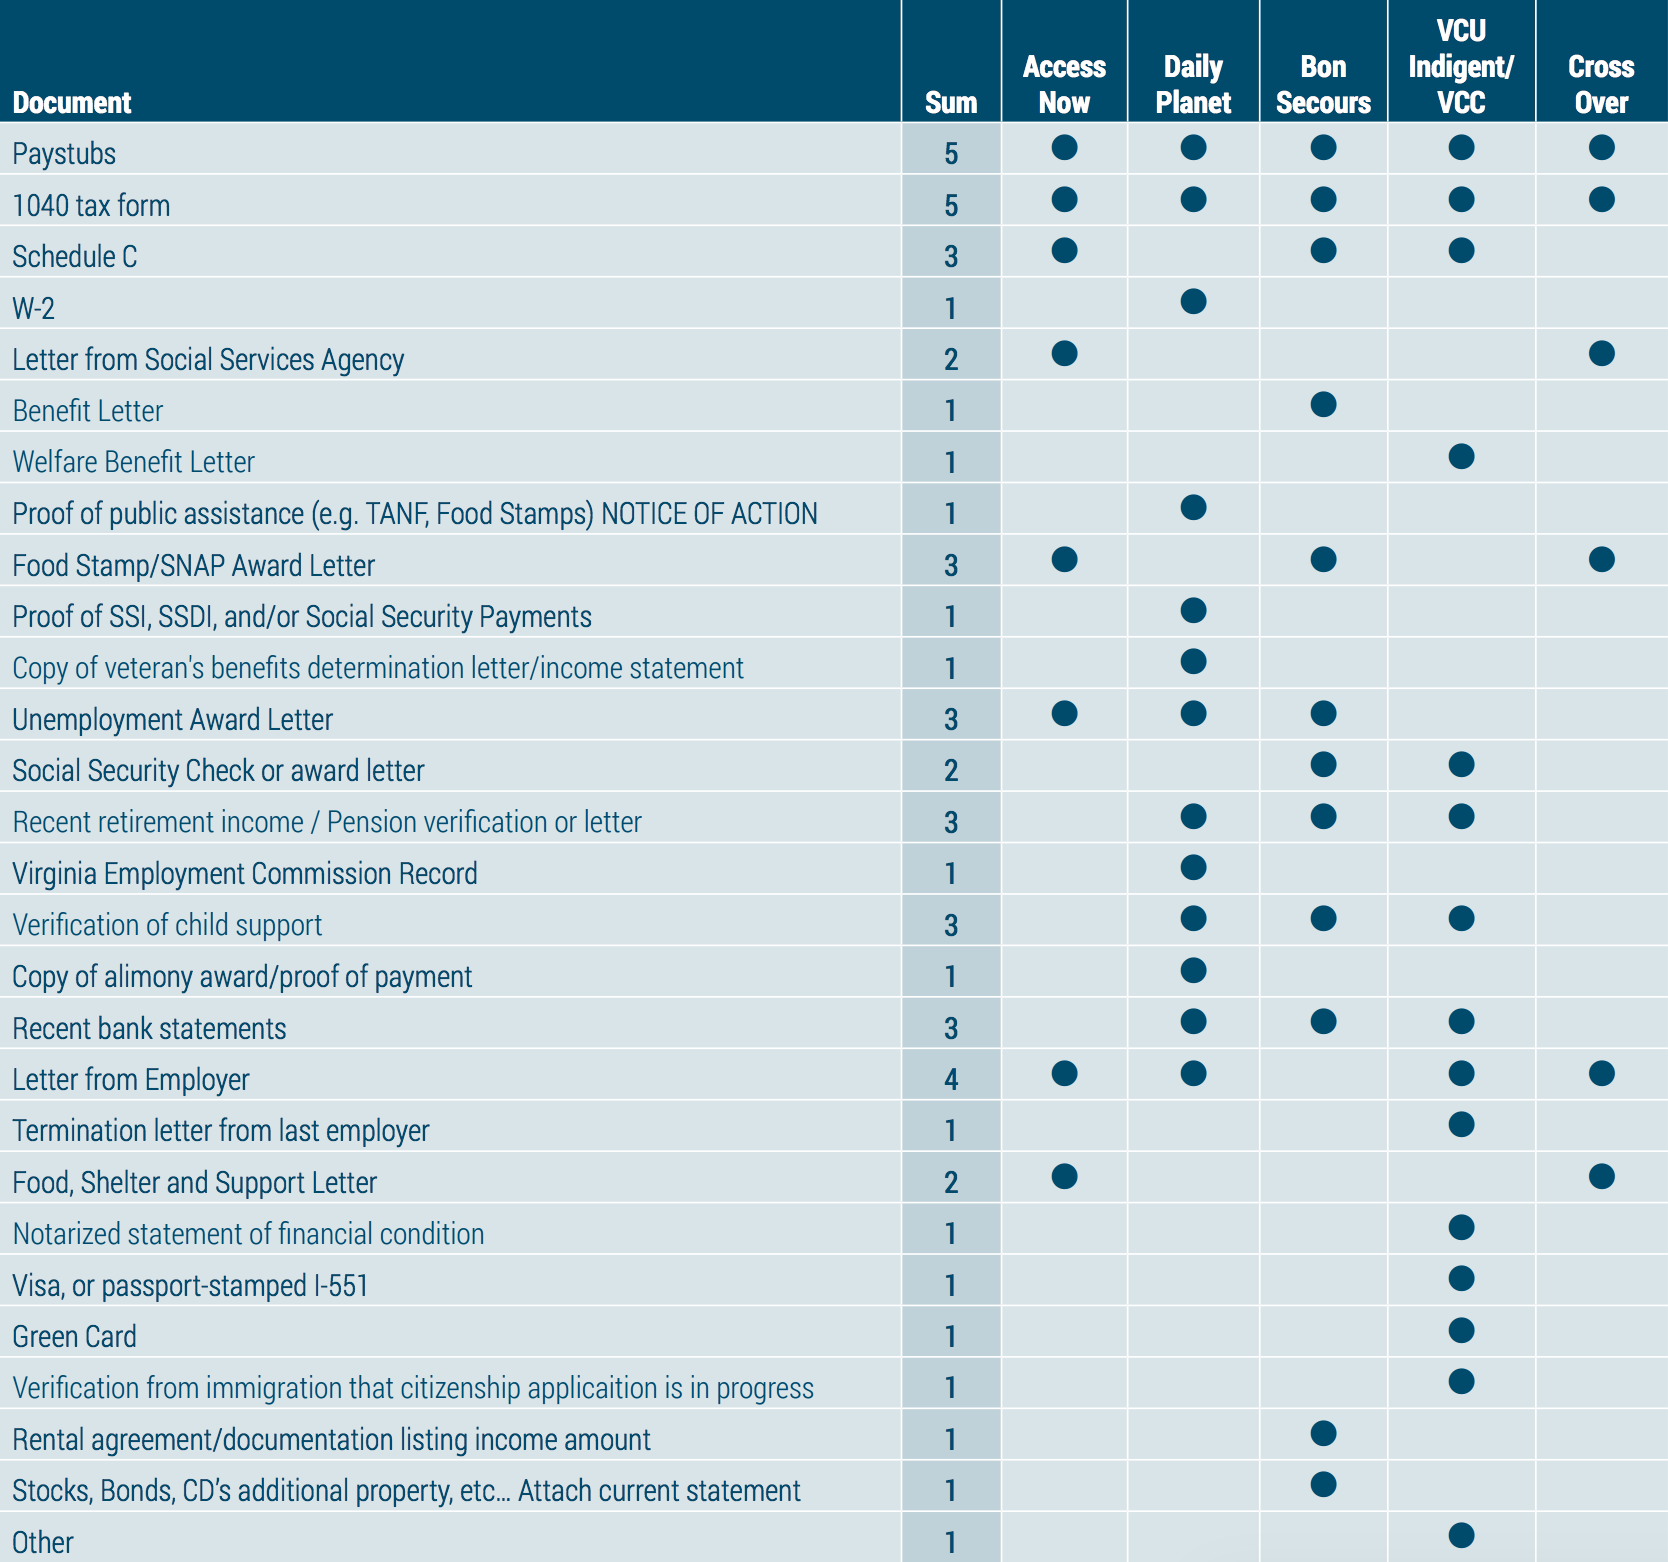 Document Sum Access Now Daily Planet Bon Secours VCU Indigent/ VCC Cross Over
Paystubs 5 ● ● ● ● ●
1040 tax form 5 ● ● ● ● ●
Schedule C 3 ● ● ●
W-2 1 ●
Letter from Social Services Agency 2 ● ●
Benefit Letter 1 ●
Welfare Benefit Letter 1 ●
Proof of public assistance (e.g. TANF, Food Stamps) NOTICE OF ACTION 1 ●
Food Stamp/SNAP Award Letter 3 ● ● ●
Proof of SSI, SSDI, and/or Social Security Payments 1 ●
Copy of veteran's benefits determination letter/income statement 1 ●
Unemployment Award Letter 3 ● ● ●
Social Security Check or award letter 2 ● ●
Recent retirement income / Pension verification or letter 3 ● ● ●
Virginia Employment Commission Record 1 ●
Verification of child support 3 ● ● ●
Copy of alimony award/proof of payment 1 ●
Recent bank statements 3 ● ● ●
Letter from Employer 4 ● ● ● ●
Termination letter from last employer 1 ●
Food, Shelter and Support Letter 2 ● ●
Notarized statement of financial condition 1 ●
Visa, or passport-stamped I-551 1 ●
Green Card 1 ●
Verification from immigration that citizenship applicaition is in progress 1 ●
Rental agreement/documentation listing income amount 1 ●
Stocks, Bonds, CD’s additional property, etc... Attach current statement 1 ●
Other 1 ●